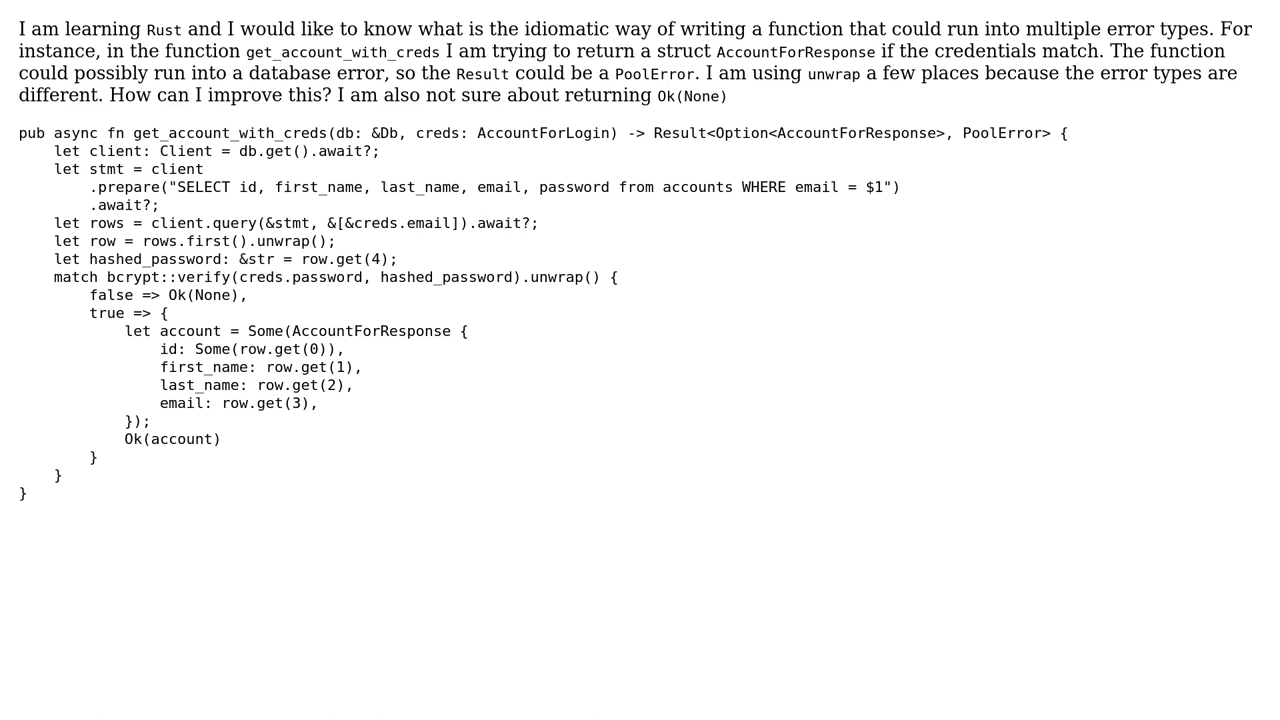 I am learning Rust and I would like to know what is the idiomatic way of writing a function that could run into multiple error types. For
instance, in the function get_account_with_creds I am trying to return a struct AccountForResponse if the credentials match. The function
could possibly run into a database error, so the Result could be a PoolError. I am using unwrap a few places because the error types are
different. How can I improve this? I am also not sure about returning Ok(None)
pub async fn get_account_with_creds(db: &Db, creds: AccountForLogin) -> Result<Option<AccountForResponse>, PoolError> {
    let client: Client = db.get().await?;
    let stmt = client
        .prepare("SELECT id, first_name, last_name, email, password from accounts WHERE email = $1")
        .await?;
    let rows = client.query(&stmt, &[&creds.email]).await?;
    let row = rows.first().unwrap();
    let hashed_password: &str = row.get(4);
    match bcrypt::verify(creds.password, hashed_password).unwrap() {
        false => Ok(None),
        true => {
            let account = Some(AccountForResponse {
                id: Some(row.get(0)),
                first_name: row.get(1),
                last_name: row.get(2),
                email: row.get(3),
            });
            Ok(account)
        }
    }
}